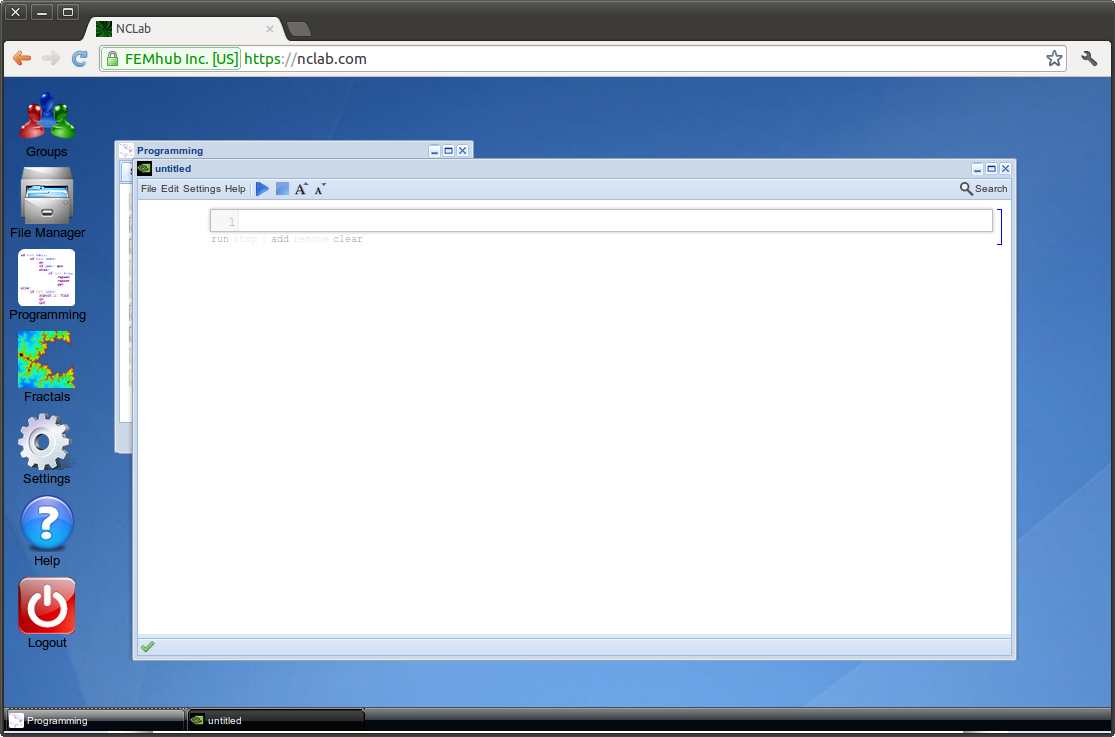 NCLab
FEMhub Inc. [US] https://nclab.com
Groups
File Manager
Programming
Fractals
Settings
Help
Logout
Programming
untitled
File Edit Settings Help A A Search
1
run stop | add remove clear
Programming untitled